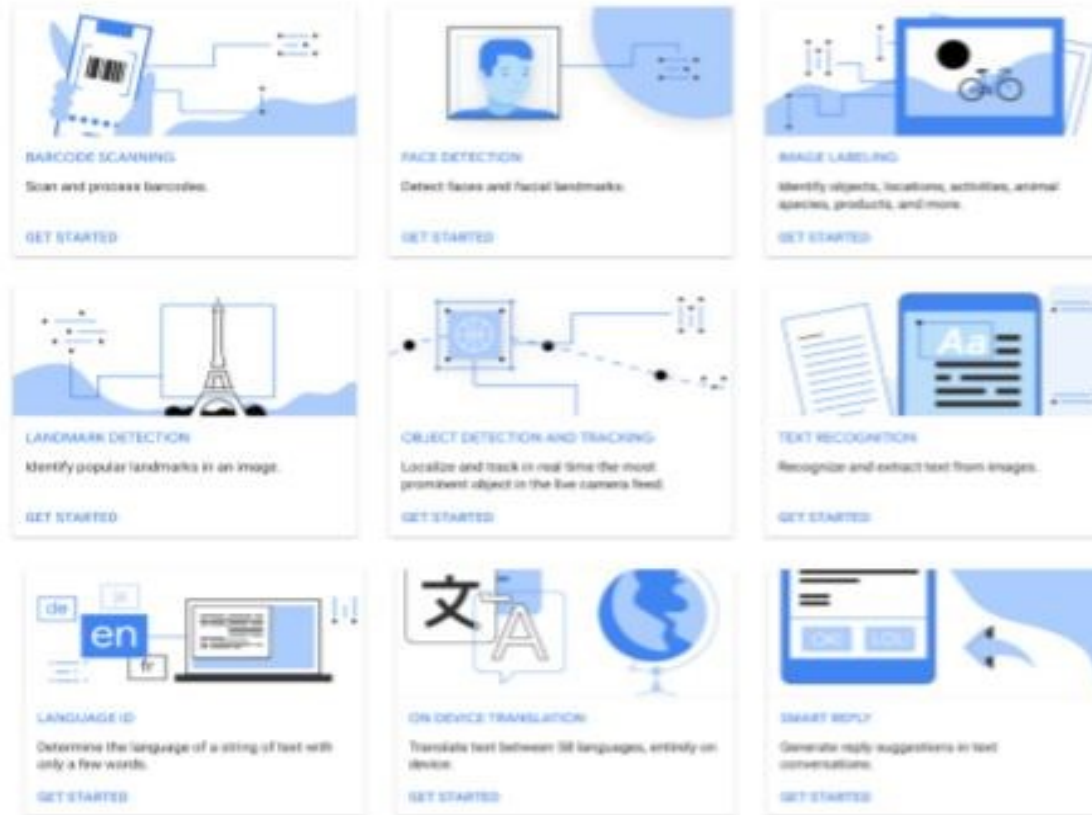 BARCODE SCANNING
Scan and process barcodes.
GET STARTED
FACE DETECTION
Detect faces and facial landmarks.
GET STARTED
IMAGE LABELING
Identify objects, locations, activities, animal
species, products, and more.
GET STARTED
LANDMARK DETECTION
Identify popular landmarks in an image.
GET STARTED
OBJECT DETECTION AND TRACKING
Localize and track in real time the most
prominent object in the live camera feed.
GET STARTED
Aa
TEXT RECOGNITION
Recognize and extract text from images.
GET STARTED
de
en
fr
LANGUAGE ID
Determine the language of a string of text with
only a few words.
GET STARTED
文
A
ON DEVICE TRANSLATION
Translate text between 58 languages, entirely on
device.
GET STARTED
OK
LOL
SMART REPLY
Generate reply suggestions in text
conversations.
GET STARTED